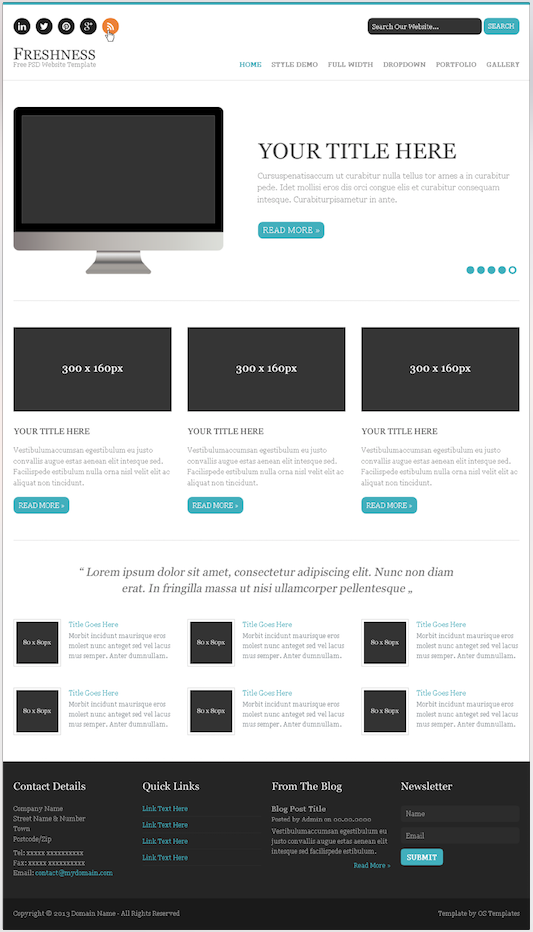 in
g+
Search Our Website...
SEARCH
FRESHNESS
Free PSD Website Template
HOME STYLE DEMO FULL WIDTH DROPDOWN PORTFOLIO GALLERY
YOUR TITLE HERE
Cursuspenatisaccum ut curabitur nulla tellus tor ames a in curabitur
pede. Idet mollisi eros dis orci congue elis et curabitur consequam
intesque. Curabiturpisametur in ante.
READ MORE »
300 x 160px
300 x 160px
300 x 160px
YOUR TITLE HERE
Vestibulumaccumsan egestibulum eu justo
convallis augue estas aenean elit intesque sed.
Facilispede estibulum nulla orna nisl velit elit ac
aliquat non tincidunt.
READ MORE »
YOUR TITLE HERE
Vestibulumaccumsan egestibulum eu justo
convallis augue estas aenean elit intesque sed.
Facilispede estibulum nulla orna nisl velit elit ac
aliquat non tincidunt.
READ MORE »
YOUR TITLE HERE
Vestibulumaccumsan egestibulum eu justo
convallis augue estas aenean elit intesque sed.
Facilispede estibulum nulla orna nisl velit elit ac
aliquat non tincidunt.
READ MORE »
“ Lorem ipsum dolor sit amet, consectetur adipiscing elit. Nunc non diam
erat. In fringilla massa ut nisi ullamcorper pellentesque „
80 x 80px
Title Goes Here
Morbit incidunt maurisque eros
molest nunc anteget sed vel lacus
mus semper. Anter dumnullam.
80 x 80px
Title Goes Here
Morbit incidunt maurisque eros
molest nunc anteget sed vel lacus
mus semper. Anter dumnullam.
80 x 80px
Title Goes Here
Morbit incidunt maurisque eros
molest nunc anteget sed vel lacus
mus semper. Anter dumnullam.
80 x 80px
Title Goes Here
Morbit incidunt maurisque eros
molest nunc anteget sed vel lacus
mus semper. Anter dumnullam.
80 x 80px
Title Goes Here
Morbit incidunt maurisque eros
molest nunc anteget sed vel lacus
mus semper. Anter dumnullam.
80 x 80px
Title Goes Here
Morbit incidunt maurisque eros
molest nunc anteget sed vel lacus
mus semper. Anter dumnullam.
Contact Details
Company Name
Street Name & Number
Town
Postcode/Zip
Tel: xxxxx xxxxxxxxxx
Fax: xxxxx xxxxxxxxxx
Email: contact@mydomain.com
Quick Links
Link Text Here
Link Text Here
Link Text Here
Link Text Here
From The Blog
Blog Post Title
Posted by Admin on 00.00.0000
Vestibulumaccumsan egestibulum eu
justo convallis augue estas aenean elit
intesque sed facilispede estibulum.
Read More »
Newsletter
Name
Email
SUBMIT
Copyright © 2013 Domain Name - All Rights Reserved
Template by OS Templates